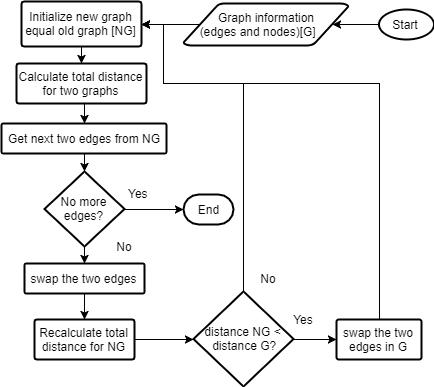 Start
Graph information
(edges and nodes)[G]
Initialize new graph
equal old graph [NG]
Calculate total distance
for two graphs
Get next two edges from NG
No more
edges?
Yes
End
No
swap the two edges
Recalculate total
distance for NG
distance NG <
distance G?
No
Yes
swap the two
edges in G